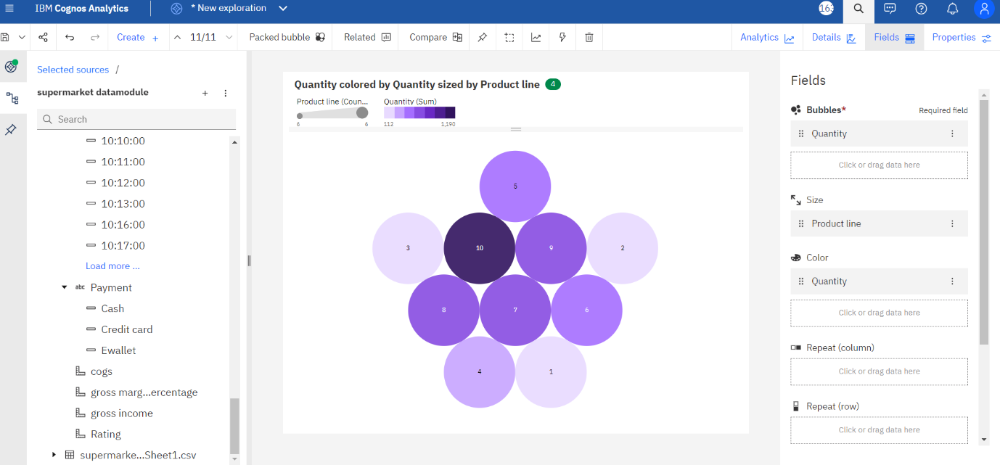 IBM Cognos Analytics
* New exploration
163
Create +
11/11
Packed bubble
Related
Compare
Analytics
Details
Fields
Properties
Selected sources /
supermarket datamodule
Search
10:10:00
10:11:00
10:12:00
10:13:00
10:16:00
10:17:00
Load more ...
abc Payment
Cash
Credit card
Ewallet
cogs
gross marg...ercentage
gross income
Rating
supermarke...Sheet1.csv
Quantity colored by Quantity sized by Product line 4
Product line (Coun...
6 6
Quantity (Sum)
112 1,190
5
3 10 9 2
8 7 6
4 1
Fields
Bubbles* Required field
Quantity
Click or drag data here
Size
Product line
Color
Quantity
Click or drag data here
Repeat (column)
Click or drag data here
Repeat (row)
Click or drag data here